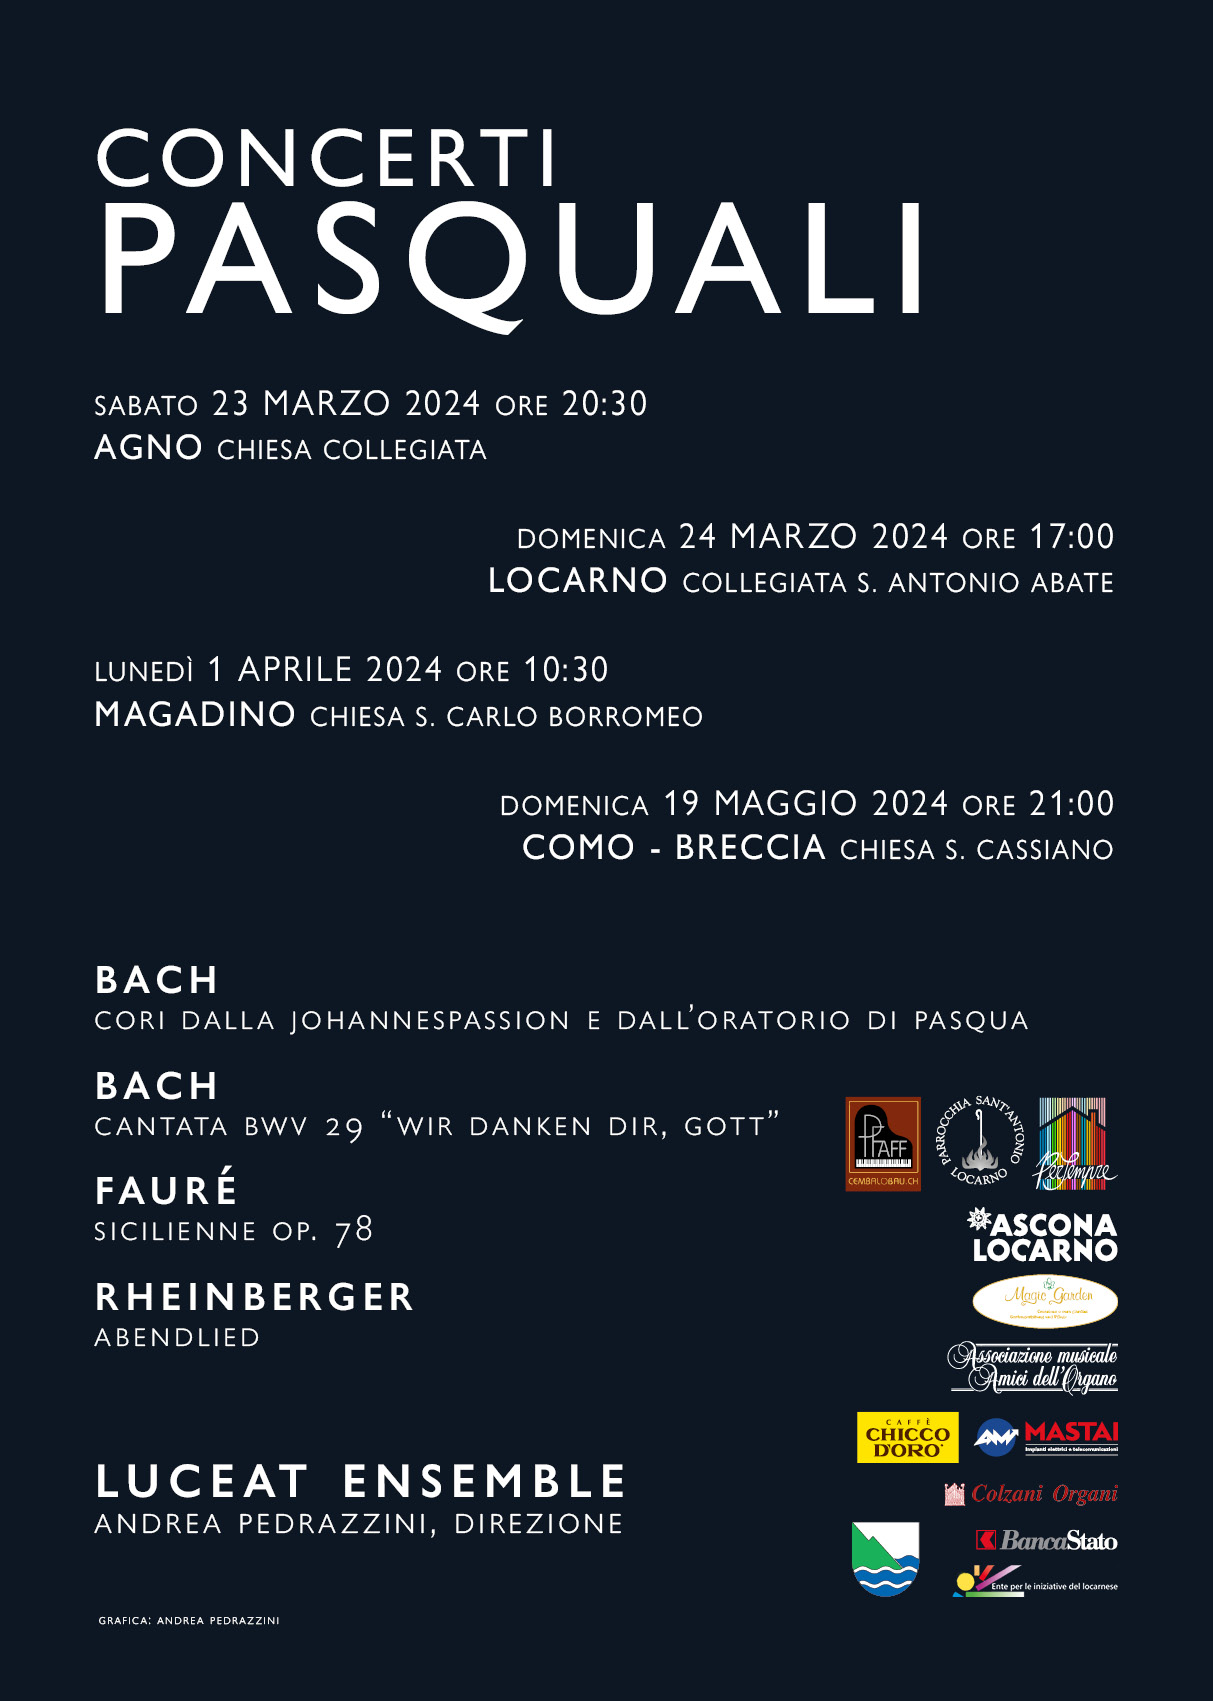 CONCERTI
PASQUALI
SABATO 23 MARZO 2024 ORE 20:30
AGNO CHIESA COLLEGIATA
DOMENICA 24 MARZO 2024 ORE 17:00
LOCARNO COLLEGIATA S. ANTONIO ABATE
LUNEDÌ 1 APRILE 2024 ORE 10:30
MAGADINO CHIESA S. CARLO BORROMEO
DOMENICA 19 MAGGIO 2024 ORE 21:00
COMO - BRECCIA CHIESA S. CASSIANO
BACH
CORI DALLA JOHANNESPASSION E DALL’ORATORIO DI PASQUA
BACH
CANTATA BWV 29 “WIR DANKEN DIR, GOTT”
FAURÉ
SICILIENNE OP. 78
RHEINBERGER
ABENDLIED
LUCEAT ENSEMBLE
ANDREA PEDRAZZINI, DIREZIONE
GRAFICA: ANDREA PEDRAZZINI
PFAFF
CEMBALOBAU.CH
PARROCCHIA SANT'ANTONIO
LOCARNO
ASCONA
LOCARNO
Magic Garden
Associazione musicale
Amici dell'Organo
CAFFÈ
CHICCO
D'ORO
AM MASTAI
Impianti elettrici e telecomunicazioni
Colzani Organi
BancaStato
Ente per le iniziative del locarnese